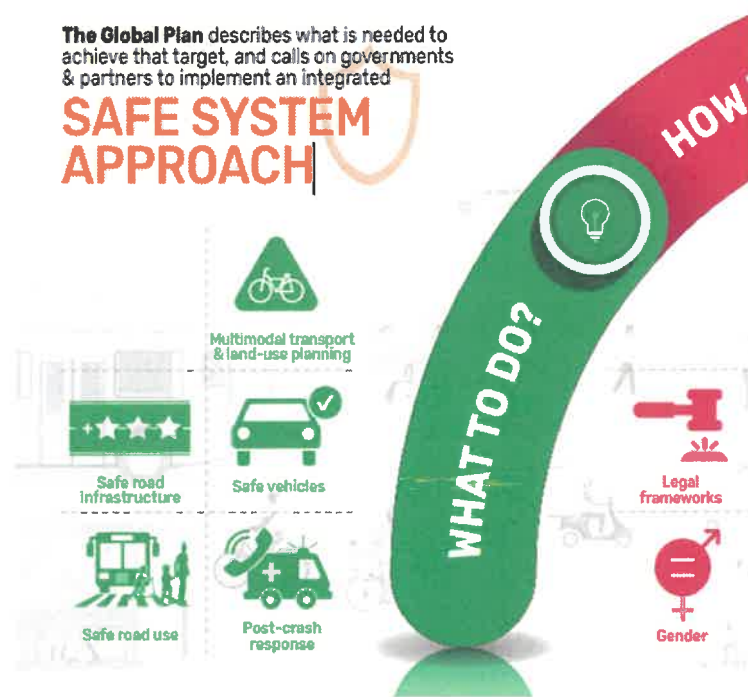 The Global Plan describes what is needed to
achieve that target, and calls on governments
& partners to implement an integrated
SAFE SYSTEM
APPROACH
HOW
WHAT TO DO?
Multimodal transport
& land-use planning
Safe road
infrastructure
Safe vehicles
Safe road use
Post-crash
response
Legal
frameworks
Gender